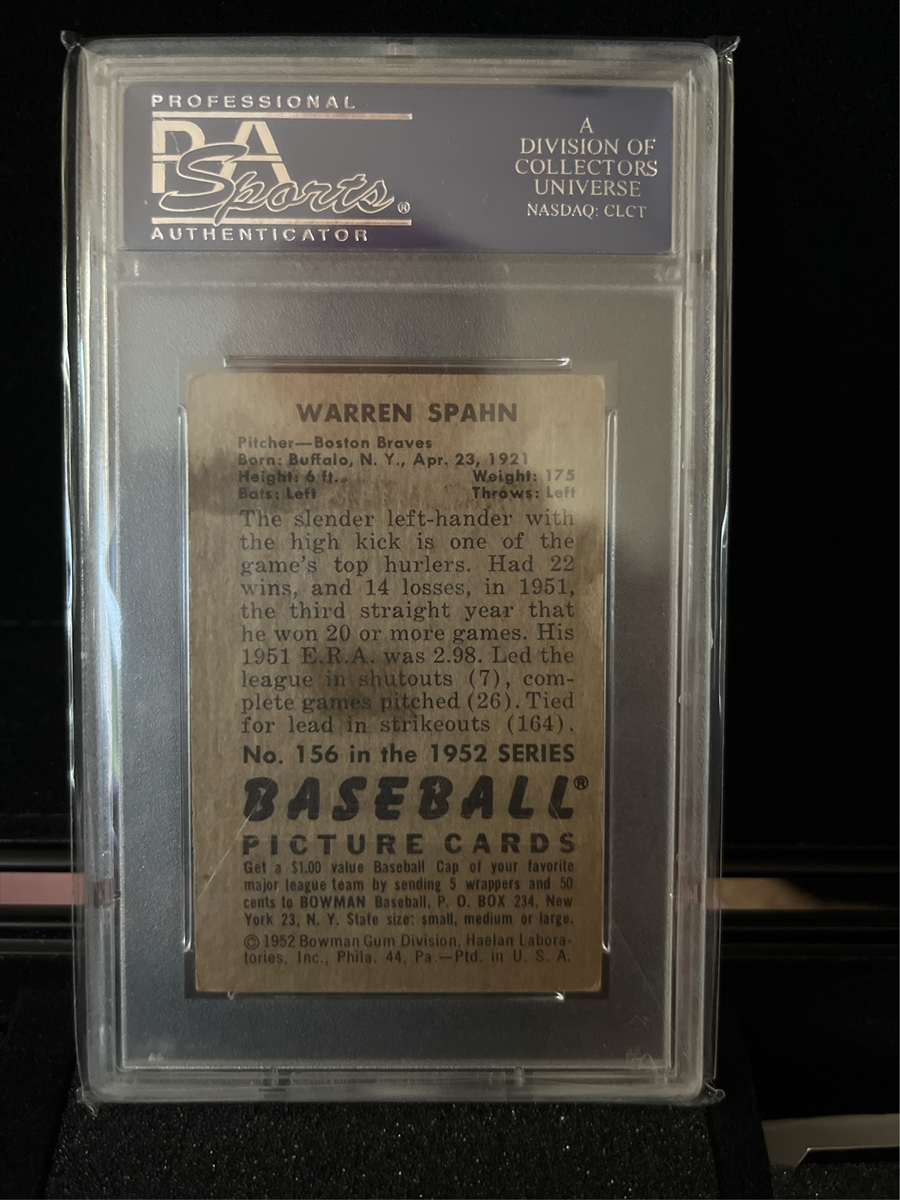 PROFESSIONAL
PSA
Sports®
AUTHENTICATOR
A
DIVISION OF
COLLECTORS
UNIVERSE
NASDAQ: CLCT
WARREN SPAHN
Pitcher—Boston Braves
Born: Buffalo, N. Y., Apr. 23, 1921
Height: 6 ft. Weight: 175
Bats: Left Throws: Left
The slender left-hander with
the high kick is one of the
game's top hurlers. Had 22
wins, and 14 losses, in 1951,
the third straight year that
he won 20 or more games. His
1951 E.R.A. was 2.98. Led the
league in shutouts (7), com-
plete games pitched (26). Tied
for lead in strikeouts (164).
No. 156 in the 1952 SERIES
BASEBALL®
PICTURE CARDS
Get a $1.00 value Baseball Cap of your favorite
major league team by sending 5 wrappers and 50
cents to BOWMAN Baseball, P. O. BOX 234, New
York 23, N. Y. State size: small, medium or large.
© 1952 Bowman Gum Division, Haelan Labora-
tories, Inc., Phila. 44, Pa.—Ptd. in U. S. A.